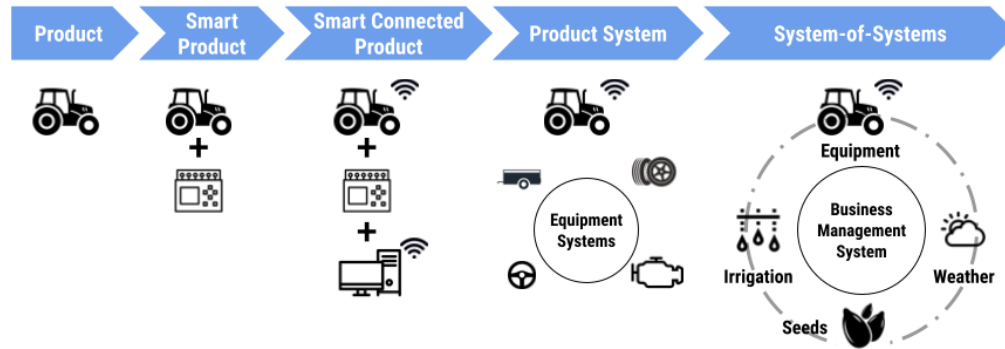 Product
Smart
Product
Smart Connected
Product
Product System
System-of-Systems
Equipment
Equipment
Systems
Business
Management
System
Irrigation
Weather
Seeds